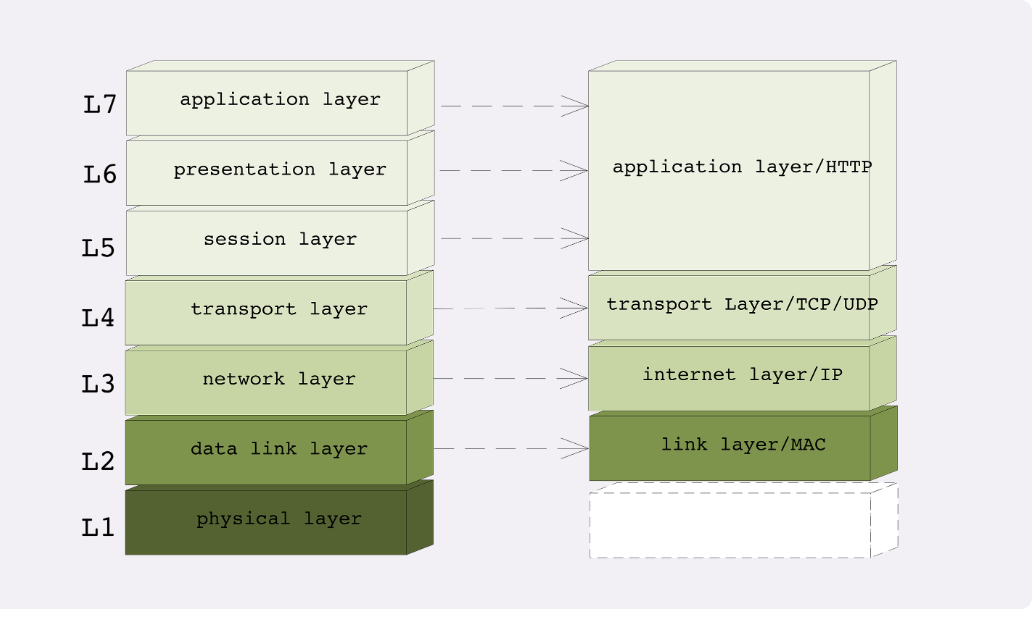 L7 application layer
L6 presentation layer
L5 session layer
L4 transport layer
L3 network layer
L2 data link layer
L1 physical layer
application layer/HTTP
transport Layer/TCP/UDP
internet layer/IP
link layer/MAC